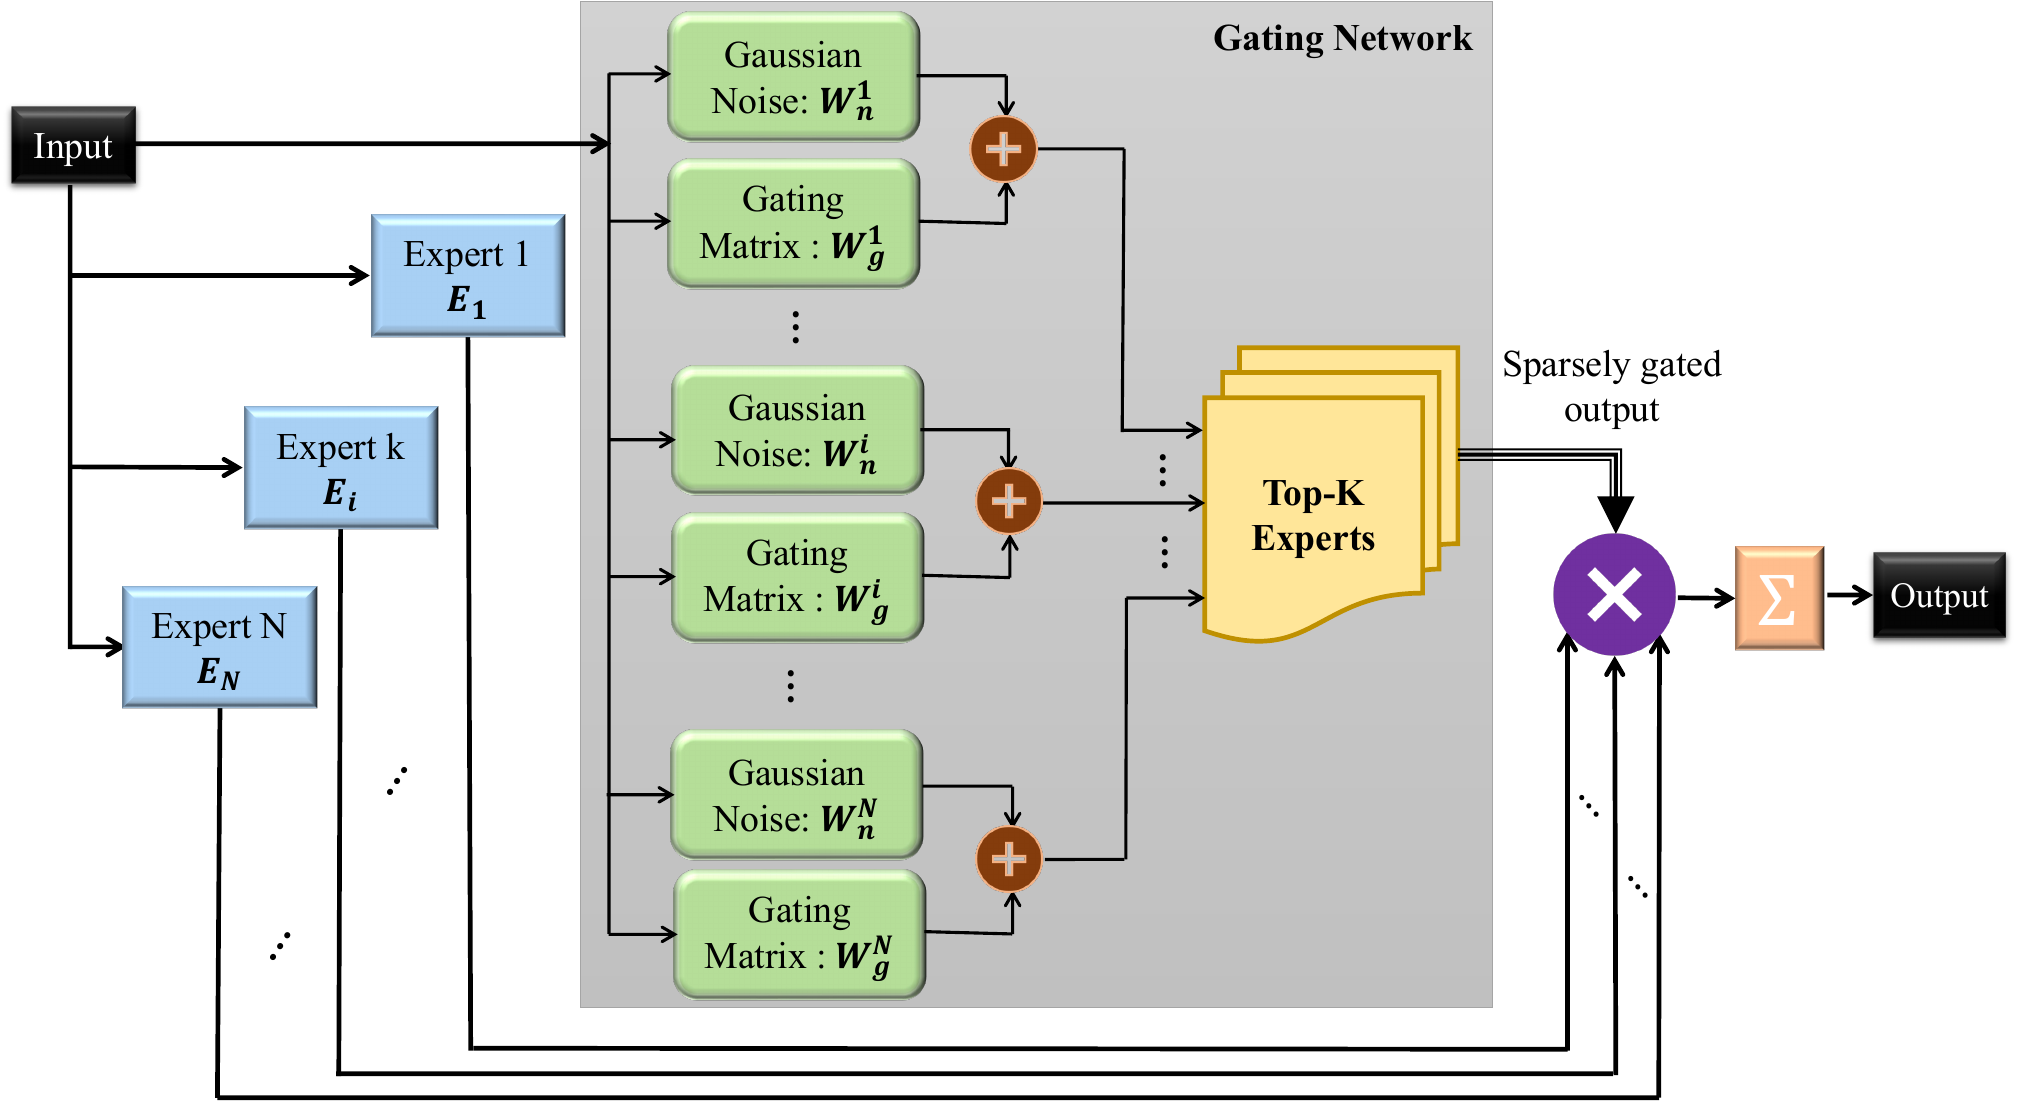 Gating Network
Input
Gaussian
Noise: W_n^1
Gating
Matrix : W_g^1
⋮
Gaussian
Noise: W_n^i
Gating
Matrix : W_g^i
⋮
Gaussian
Noise: W_n^N
Gating
Matrix : W_g^N
Expert 1
E_1
Expert k
E_i
Expert N
E_N
Top-K
Experts
Sparsely gated
output
Σ
Output